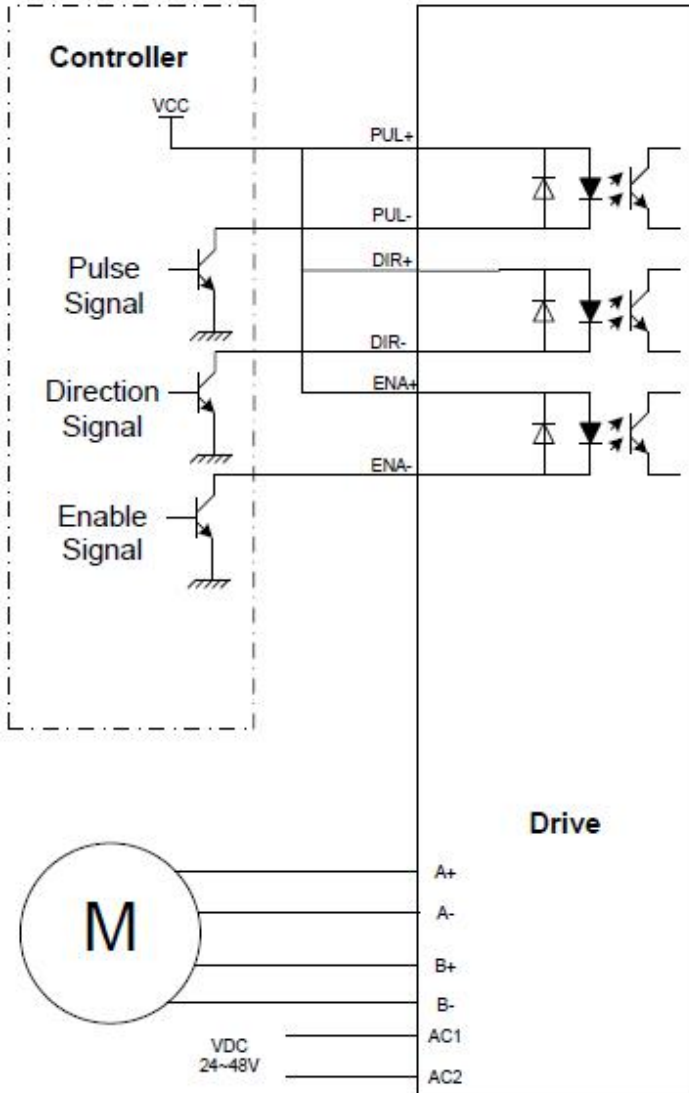 Controller
VCC
PUL+
PUL-
Pulse
Signal
DIR+
DIR-
Direction
Signal
ENA+
ENA-
Enable
Signal
Drive
M
A+
A-
B+
B-
VDC
24~48V
AC1
AC2